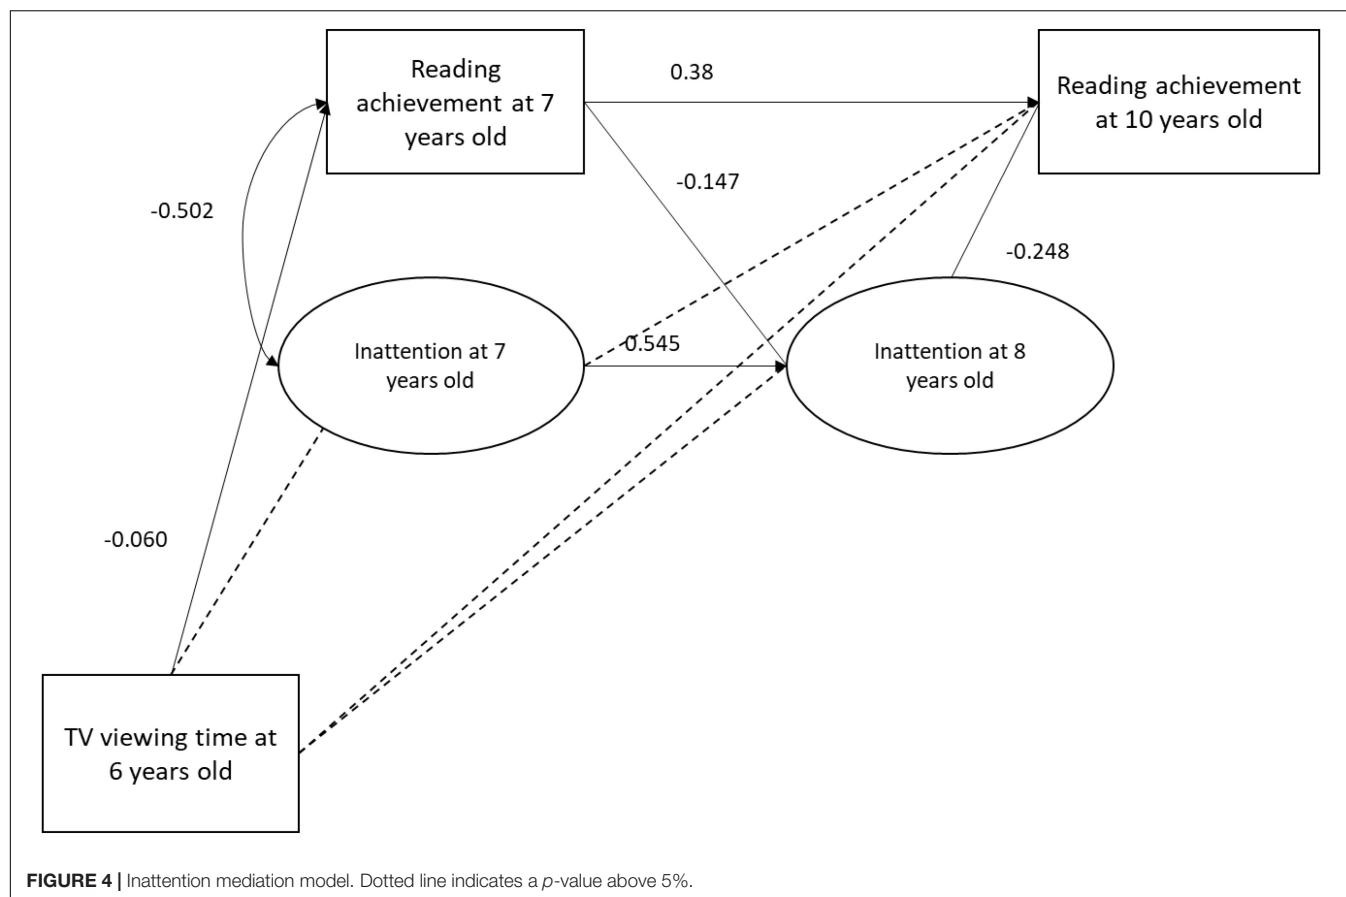 Reading
achievement at 7
years old
0.38
Reading achievement
at 10 years old
-0.147
-0.502
-0.248
Inattention at 7
years old
0.545
Inattention at 8
years old
-0.060
TV viewing time at
6 years old
FIGURE 4 | Inattention mediation model. Dotted line indicates a p-value above 5%.